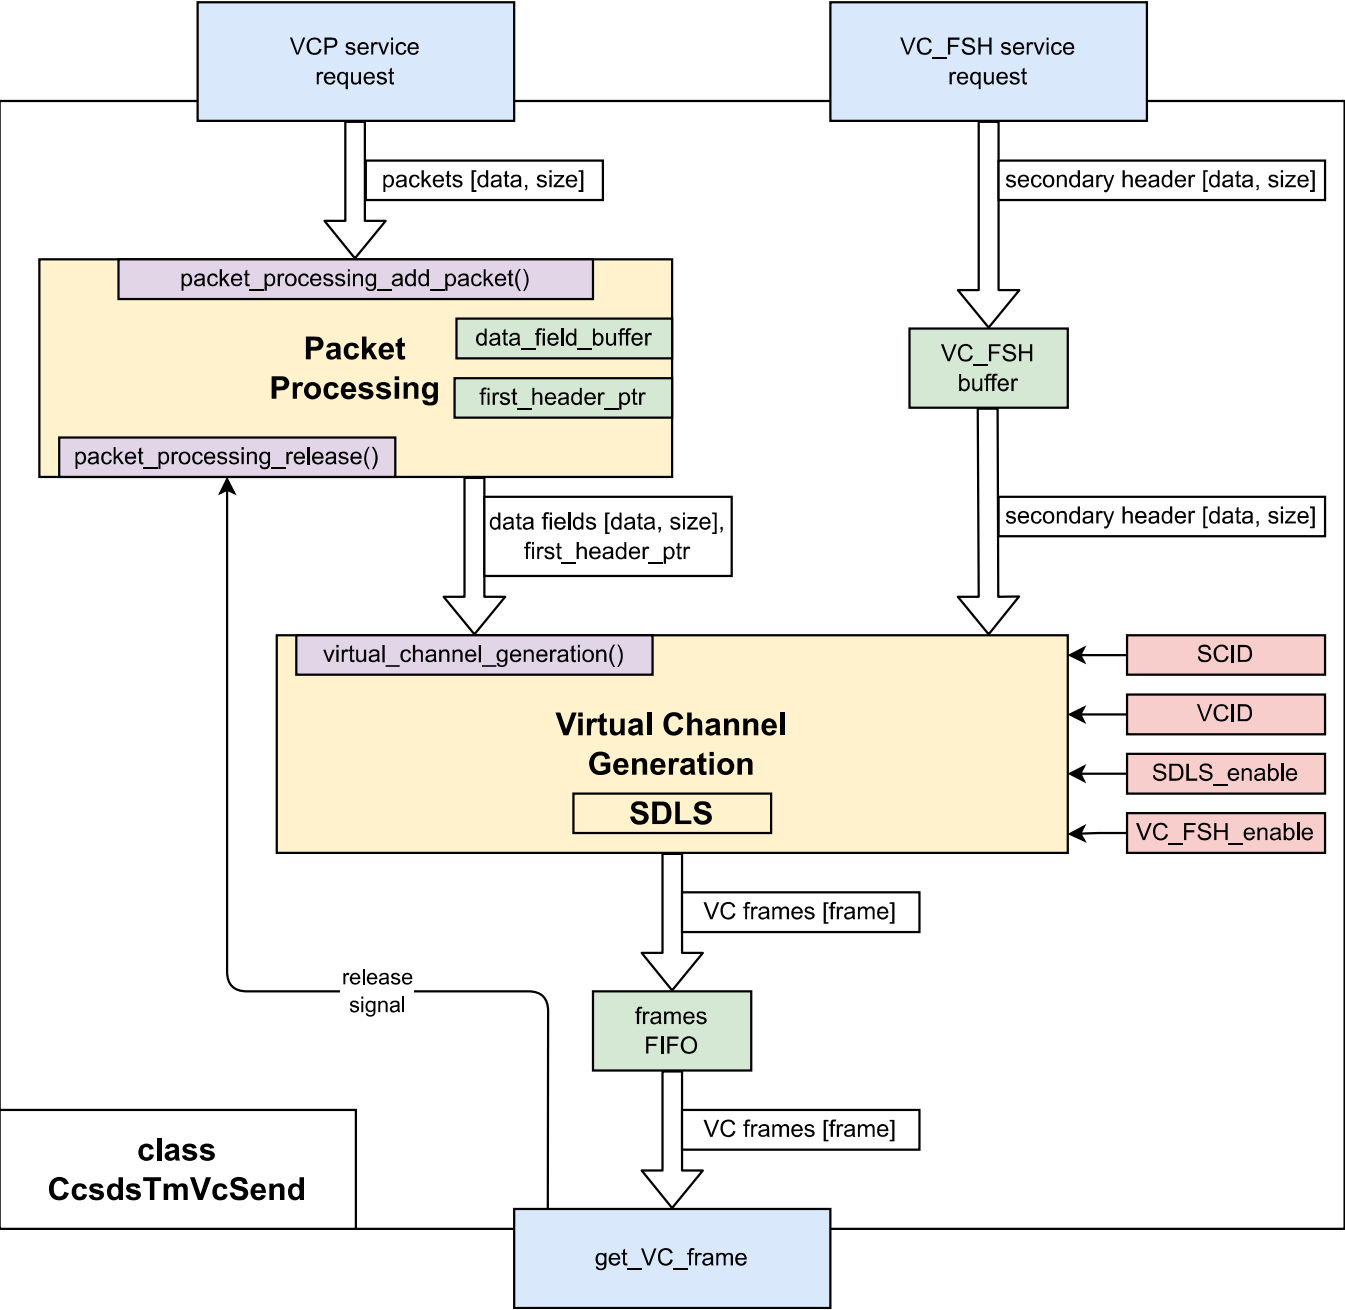 VCP service
request
VC_FSH service
request
packets [data, size]
secondary header [data, size]
packet_processing_add_packet()
Packet
Processing
data_field_buffer
first_header_ptr
packet_processing_release()
VC_FSH
buffer
data fields [data, size],
first_header_ptr
secondary header [data, size]
virtual_channel_generation()
Virtual Channel
Generation
SDLS
SCID
VCID
SDLS_enable
VC_FSH_enable
VC frames [frame]
release
signal
frames
FIFO
VC frames [frame]
class
CcsdsTmVcSend
get_VC_frame